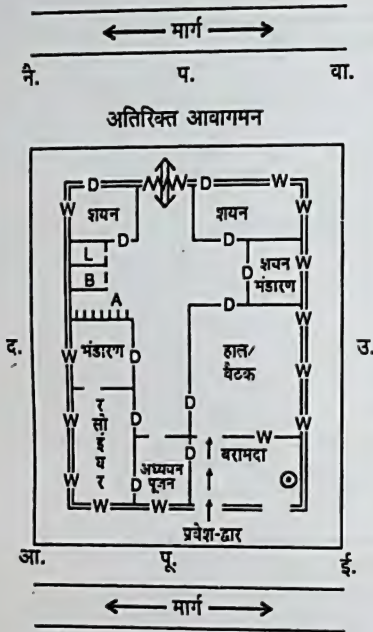 मार्ग
नै. प. वा.
अतिरिक्त आवागमन
D D W
W शयन शयन W
D D
L शयन W
B D भंडारण
A D
द. भंडारण हाल/ उ.
W D बैठक W
र D
सो W
इ D W
W य अध्ययन D बरामदा
र D पूजन
W W
प्रवेश-द्वार
आ. पू. ई.
मार्ग